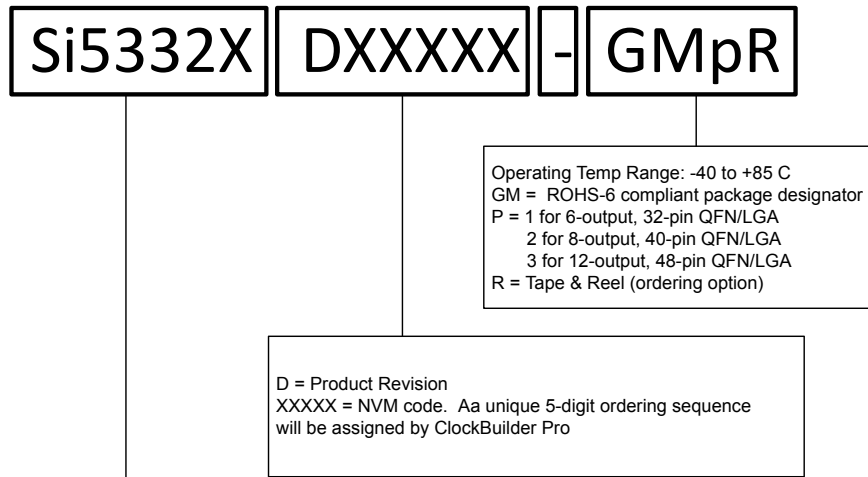 Si5332X DXXXXX - GMpR
Operating Temp Range: -40 to +85 C
GM = ROHS-6 compliant package designator
P = 1 for 6-output, 32-pin QFN/LGA
2 for 8-output, 40-pin QFN/LGA
3 for 12-output, 48-pin QFN/LGA
R = Tape & Reel (ordering option)
D = Product Revision
XXXXX = NVM code. Aa unique 5-digit ordering sequence
will be assigned by ClockBuilder Pro